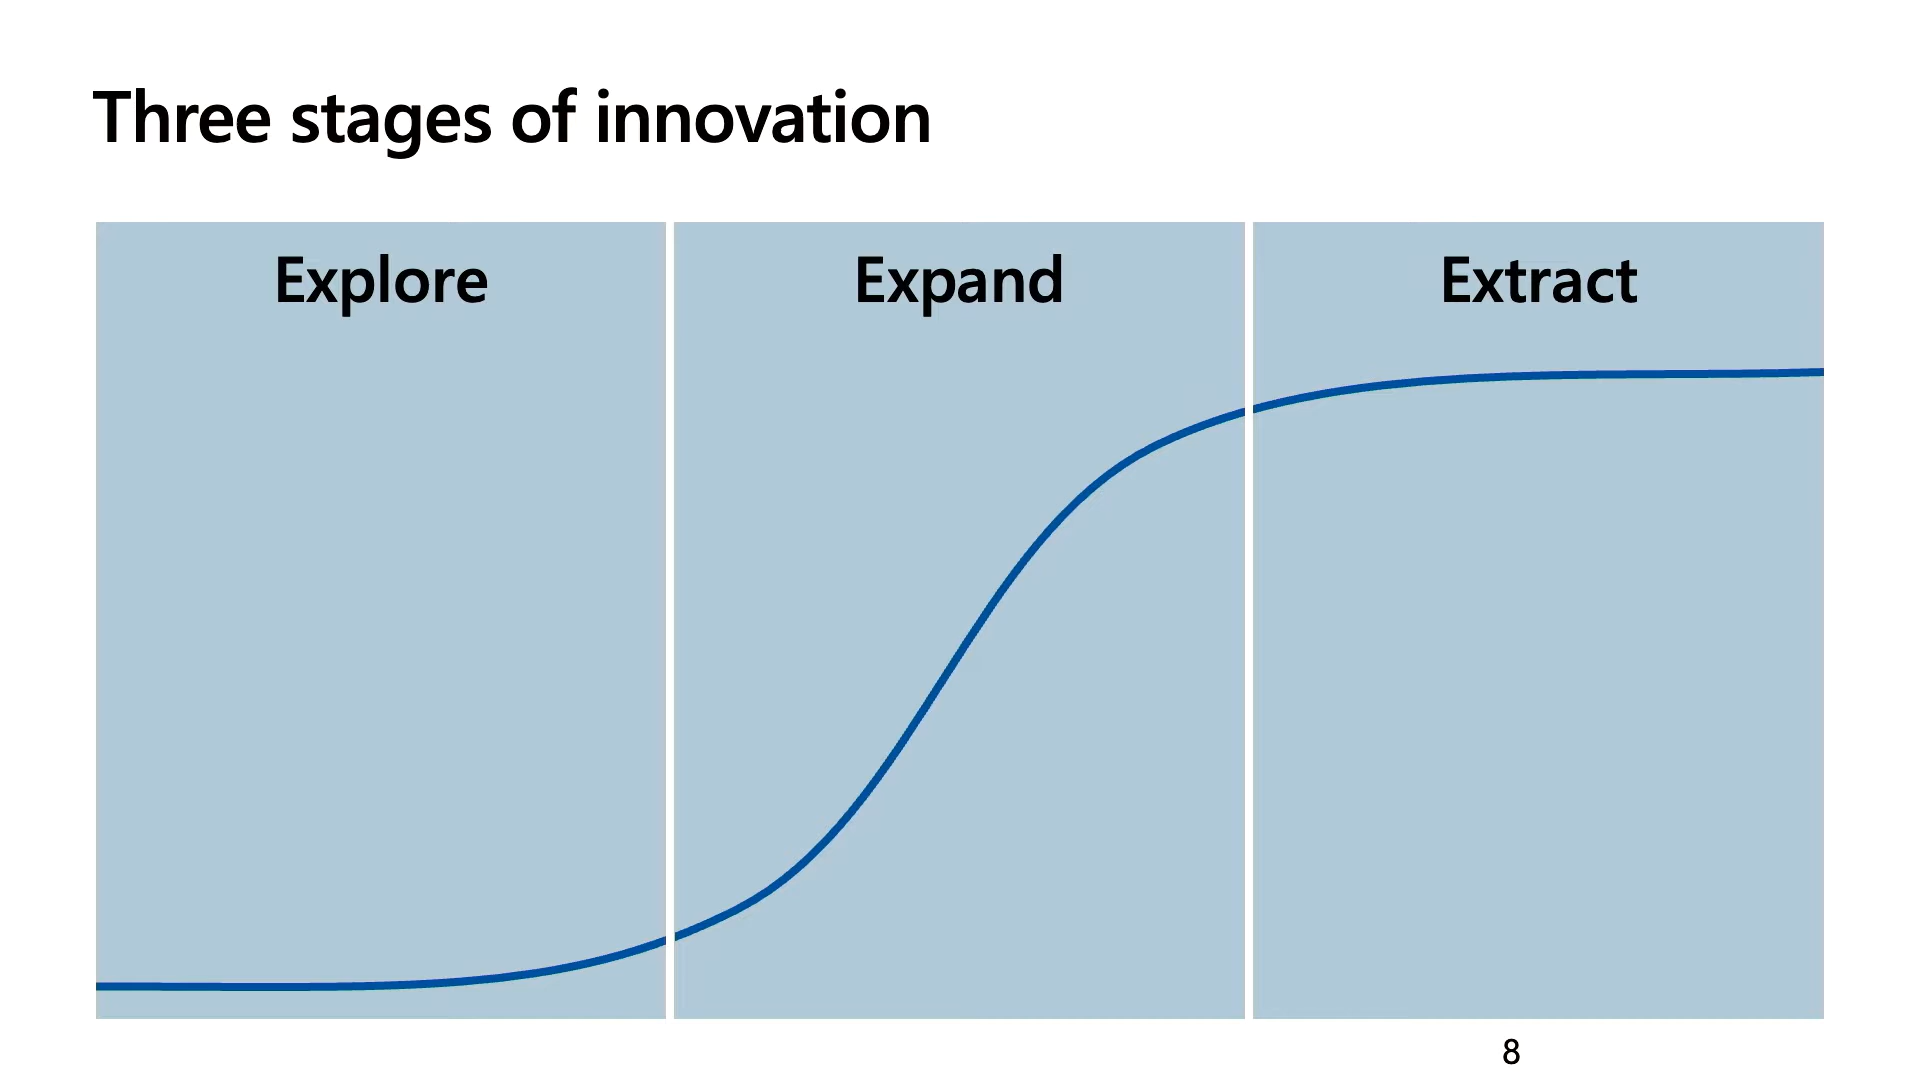 Three stages of innovation
Explore
Expand
Extract
8